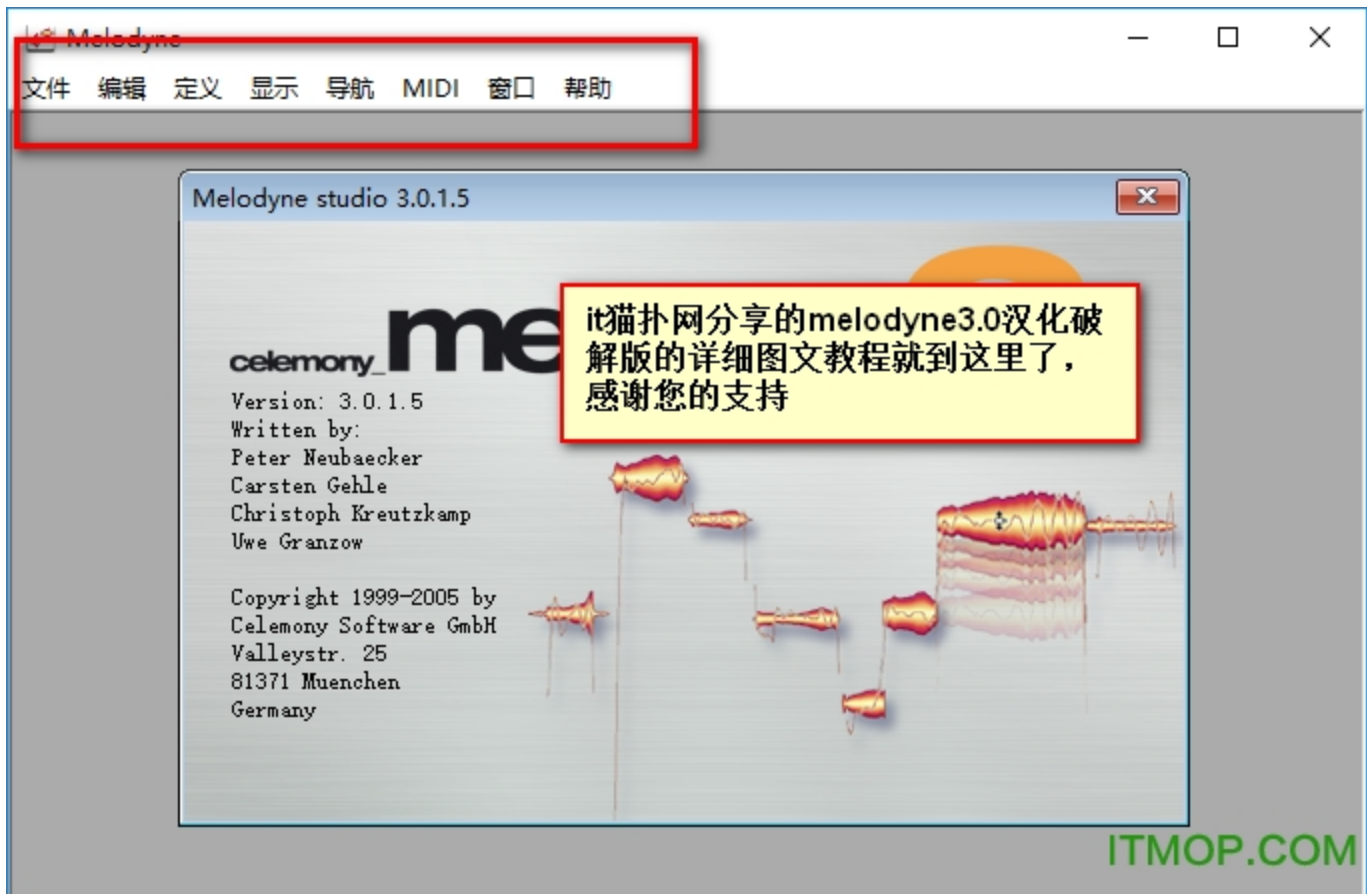 Melodyne
文件 编辑 定义 显示 导航 MIDI 窗口 帮助
Melodyne studio 3.0.1.5
celemony_me
it猫扑网分享的melodyne3.0汉化破
解版的详细图文教程就到这里了，
感谢您的支持
Version: 3.0.1.5
Written by:
Peter Neubaecker
Carsten Gehle
Christoph Kreutzkamp
Uwe Granzow
Copyright 1999-2005 by
Celemony Software GmbH
Valleystr. 25
81371 Muenchen
Germany
ITMOP.COM